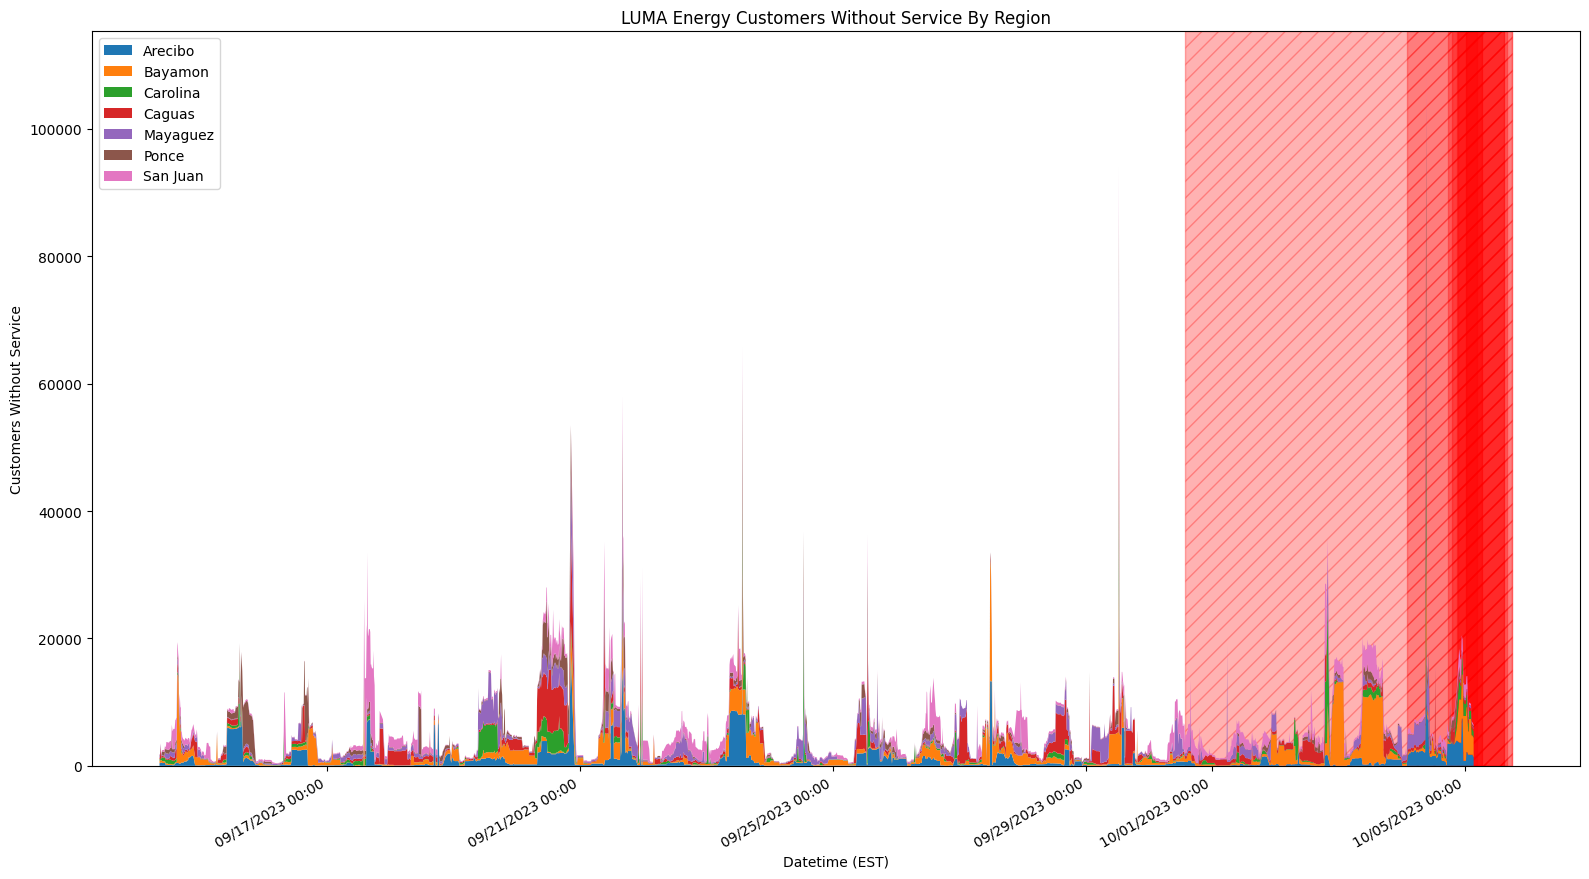 LUMA Energy Customers Without Service By Region
Arecibo
Bayamon
Carolina
Caguas
Mayaguez
Ponce
San Juan
100000
80000
60000
40000
20000
0
Customers Without Service
09/17/2023 00:00
09/21/2023 00:00
09/25/2023 00:00
09/29/2023 00:00
10/01/2023 00:00
10/05/2023 00:00
Datetime (EST)